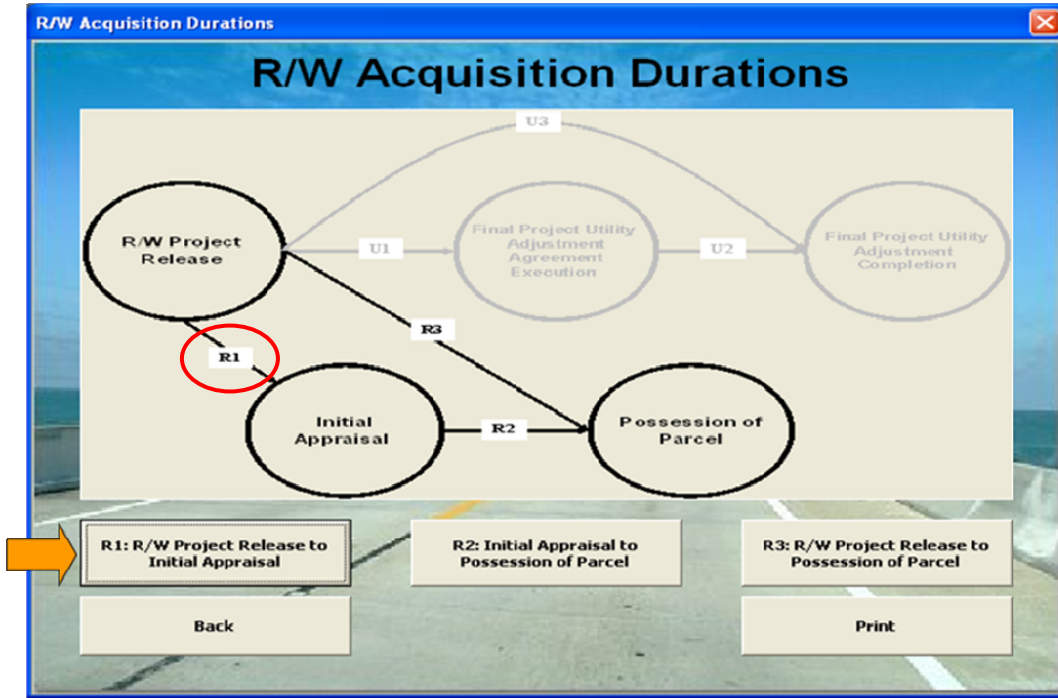 R/W Acquisition Durations
R/W Acquisition Durations
U3
R/W Project
Release
U1
Final Project Utility
Adjustment
Agreement
Execution
U2
Final Project Utility
Adjustment
Completion
R3
R1
Initial
Appraisal
R2
Possession of
Parcel
R1: R/W Project Release to
Initial Appraisal
R2: Initial Appraisal to
Possession of Parcel
R3: R/W Project Release to
Possession of Parcel
Back
Print